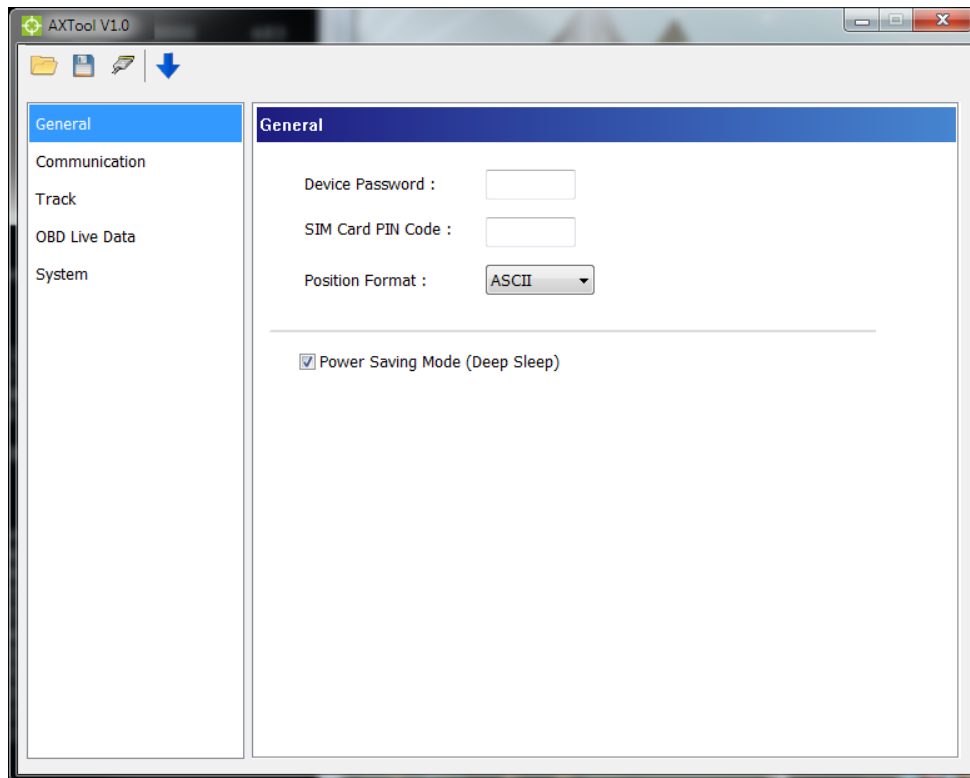 AXTool V1.0
General
Communication
Track
OBD Live Data
System
General
Device Password :
SIM Card PIN Code :
Position Format :
ASCII
Power Saving Mode (Deep Sleep)